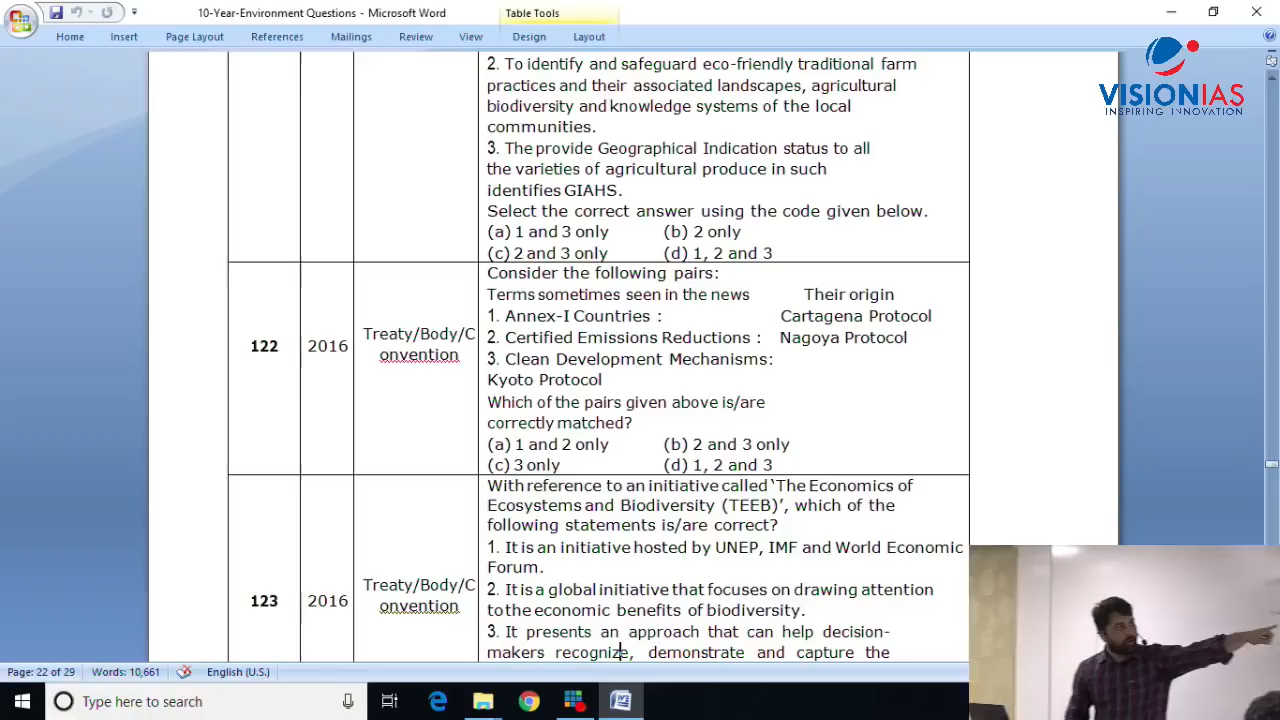 10-Year-Environment Questions - Microsoft Word
Table Tools
Home Insert Page Layout References Mailings Review View Design Layout
VISIONIAS
INSPIRING INNOVATION
2. To identify and safeguard eco-friendly traditional farm
practices and their associated landscapes, agricultural
biodiversity and knowledge systems of the local
communities.
3. The provide Geographical Indication status to all
the varieties of agricultural produce in such
identifies GIAHS.
Select the correct answer using the code given below.
(a) 1 and 3 only (b) 2 only
(c) 2 and 3 only (d) 1, 2 and 3
122
2016
Treaty/Body/C
onvention
Consider the following pairs:
Terms sometimes seen in the news Their origin
1. Annex-I Countries : Cartagena Protocol
2. Certified Emissions Reductions : Nagoya Protocol
3. Clean Development Mechanisms:
Kyoto Protocol
Which of the pairs given above is/are
correctly matched?
(a) 1 and 2 only (b) 2 and 3 only
(c) 3 only (d) 1, 2 and 3
123
2016
Treaty/Body/C
onvention
With reference to an initiative called ‘The Economics of
Ecosystems and Biodiversity (TEEB)’, which of the
following statements is/are correct?
1. It is an initiative hosted by UNEP, IMF and World Economic
Forum.
2. It is a global initiative that focuses on drawing attention
to the economic benefits of biodiversity.
3. It presents an approach that can help decision-
makers recognize, demonstrate and capture the
Page: 22 of 29 Words: 10,661 English (U.S.)
Type here to search